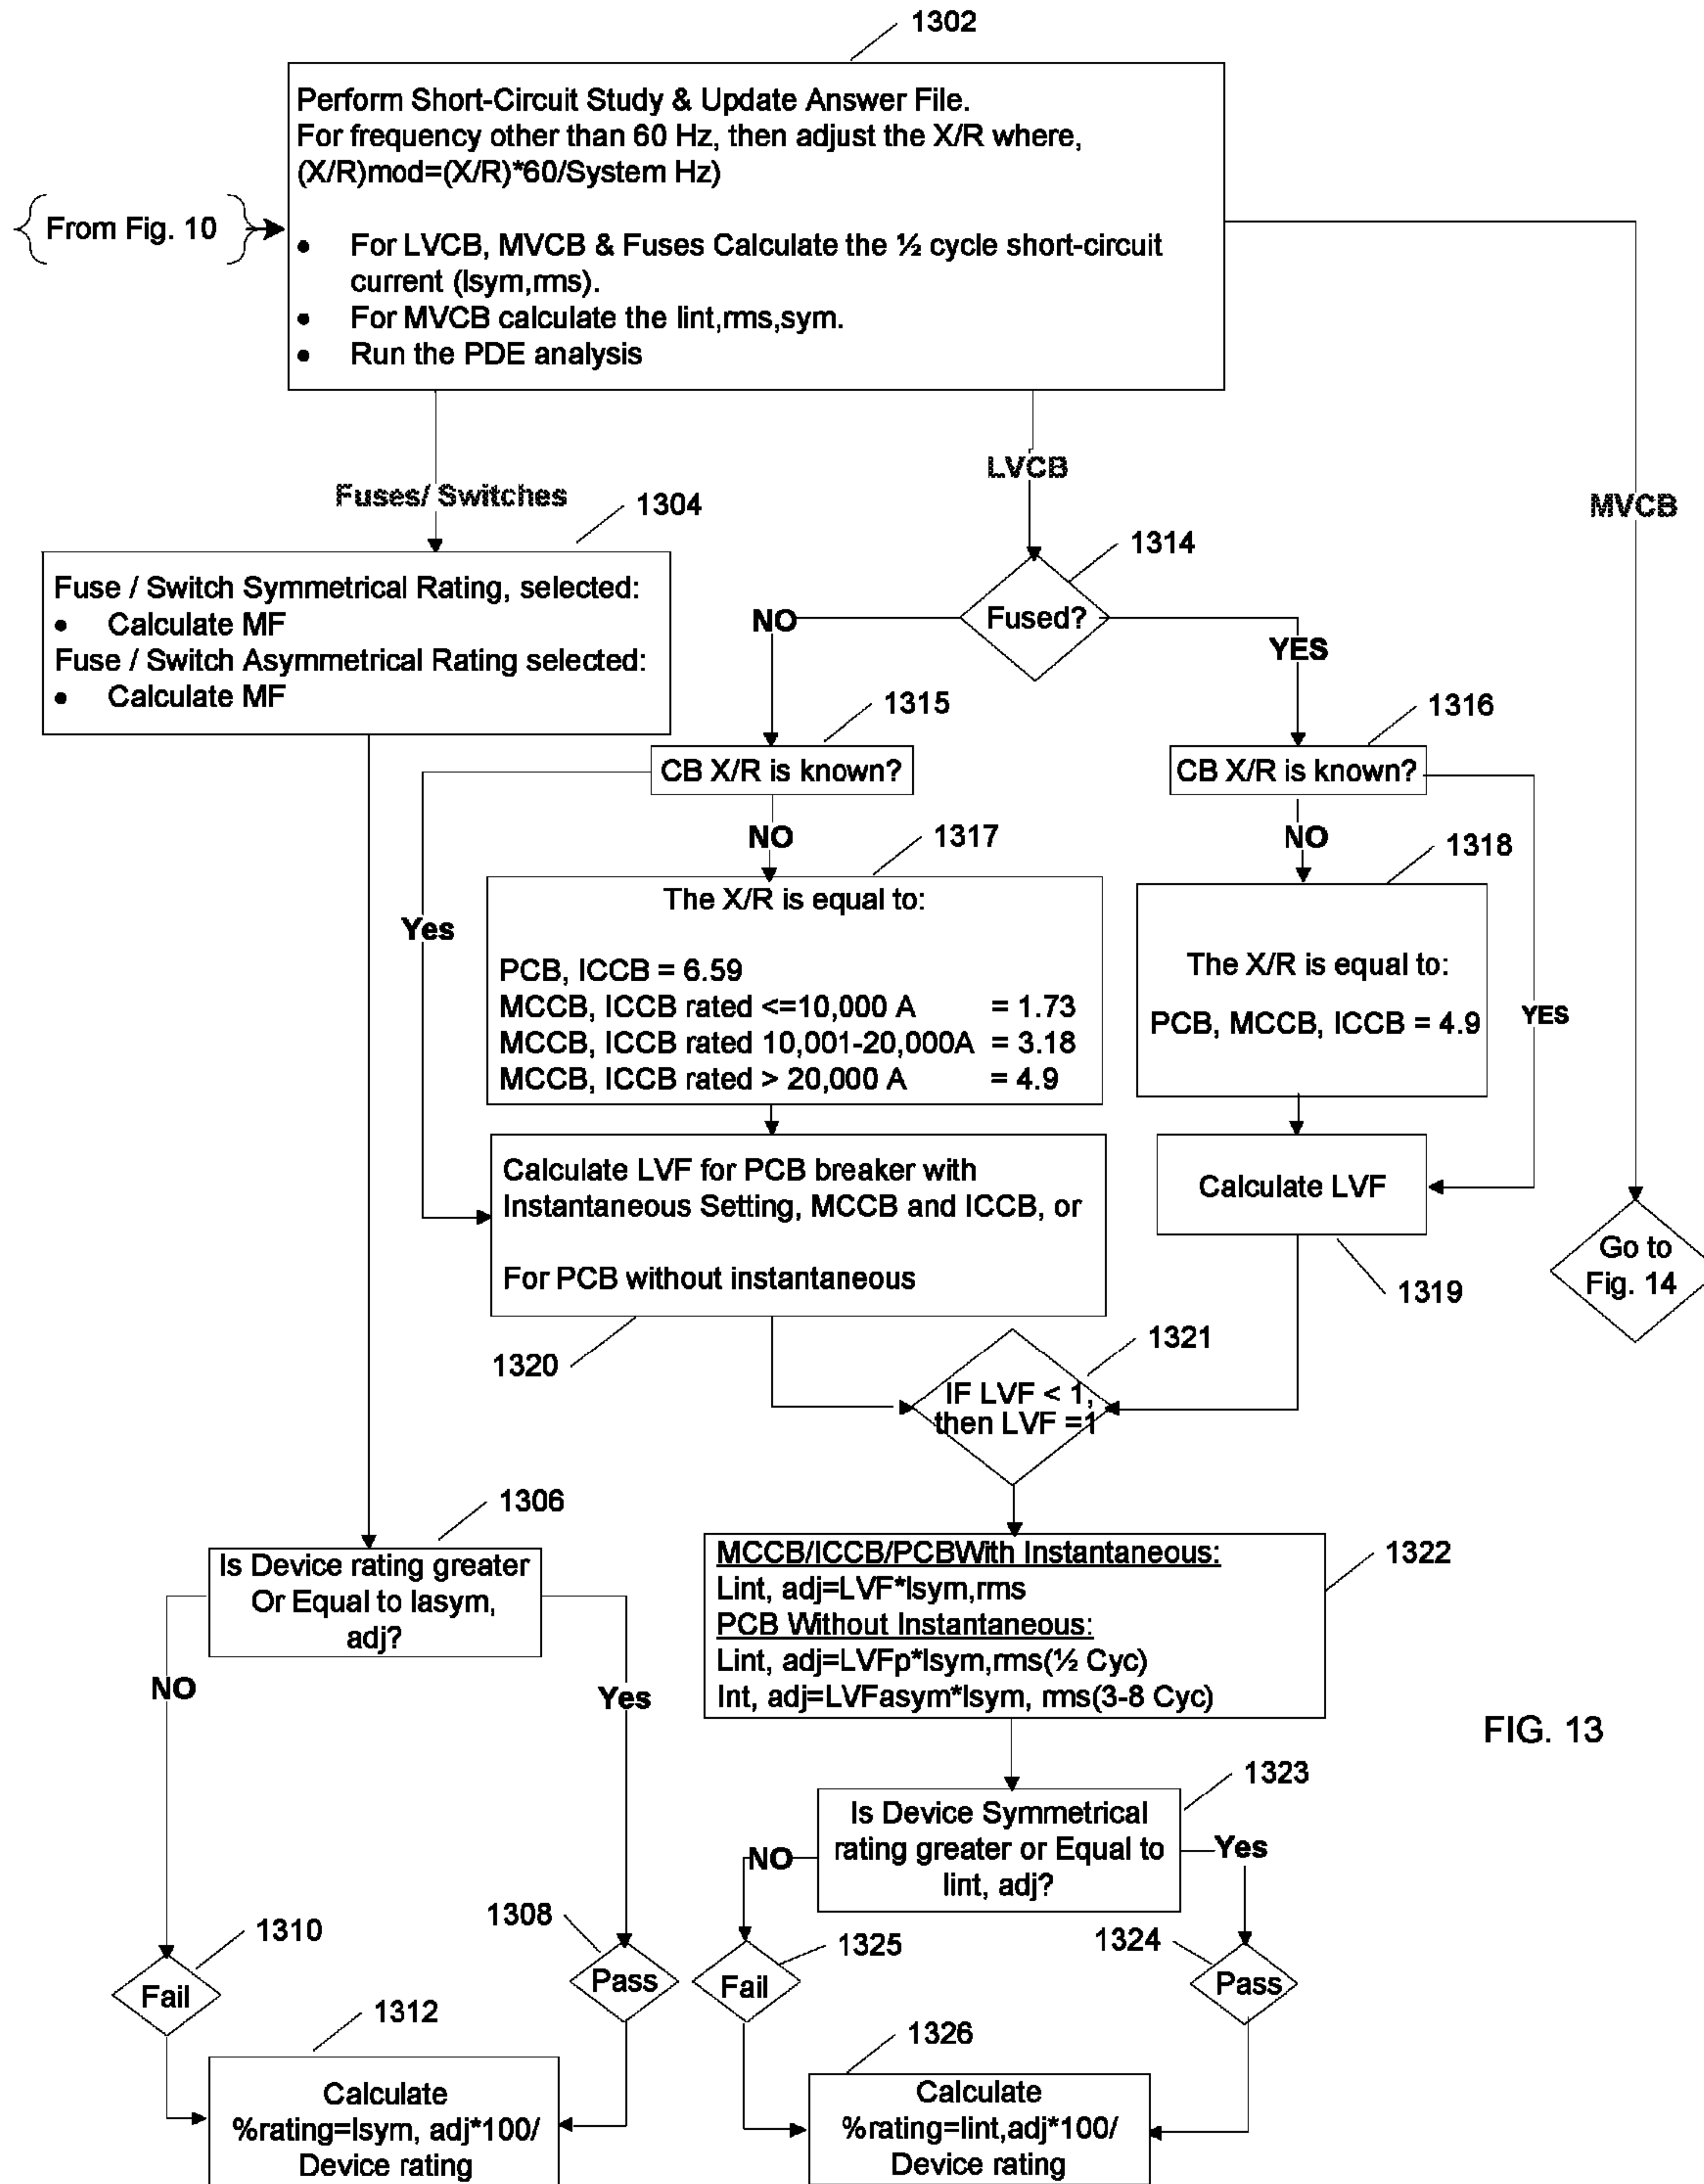 1302
Perform Short-Circuit Study & Update Answer File.
For frequency other than 60 Hz, then adjust the X/R where,
(X/R)mod=(X/R)*60/System Hz)
From Fig. 10
• For LVCB, MVCB & Fuses Calculate the ½ cycle short-circuit
current (Isym,rms).
• For MVCB calculate the Iint,rms,sym.
• Run the PDE analysis
Fuses/ Switches
LVCB
MVCB
1304
Fuse / Switch Symmetrical Rating, selected:
• Calculate MF
Fuse / Switch Asymmetrical Rating selected:
• Calculate MF
1314
Fused?
NO
YES
1315
CB X/R is known?
1316
CB X/R is known?
NO
NO
1317
1318
Yes
The X/R is equal to:
PCB, ICCB = 6.59
MCCB, ICCB rated <=10,000 A = 1.73
MCCB, ICCB rated 10,001-20,000A = 3.18
MCCB, ICCB rated > 20,000 A = 4.9
The X/R is equal to:
PCB, MCCB, ICCB = 4.9
YES
Calculate LVF for PCB breaker with
Instantaneous Setting, MCCB and ICCB, or
For PCB without instantaneous
1320
Calculate LVF
1319
Go to
Fig. 14
1321
IF LVF < 1,
then LVF =1
1306
Is Device rating greater
Or Equal to Iasym,
adj?
NO
Yes
1322
MCCB/ICCB/PCBWith Instantaneous:
Lint, adj=LVF*Isym,rms
PCB Without Instantaneous:
Lint, adj=LVFp*Isym,rms(½ Cyc)
Int, adj=LVFasym*Isym, rms(3-8 Cyc)
FIG. 13
1323
Is Device Symmetrical
rating greater or Equal to
Iint, adj?
NO
Yes
1310
Fail
1308
Pass
1325
Fail
1324
Pass
1312
Calculate
%rating=Isym, adj*100/
Device rating
1326
Calculate
%rating=Iint,adj*100/
Device rating